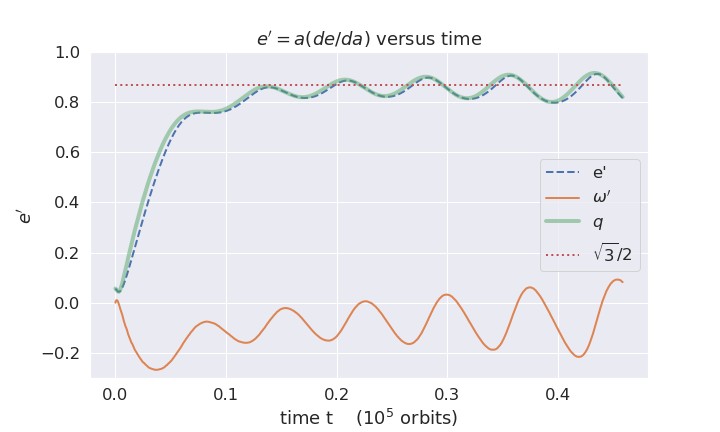 e′ = a(de/da) versus time
1.0
0.8
0.6
0.4
0.2
0.0
−0.2
e′
e'
ω′
q
√3/2
0.0 0.1 0.2 0.3 0.4
time t (10⁵ orbits)